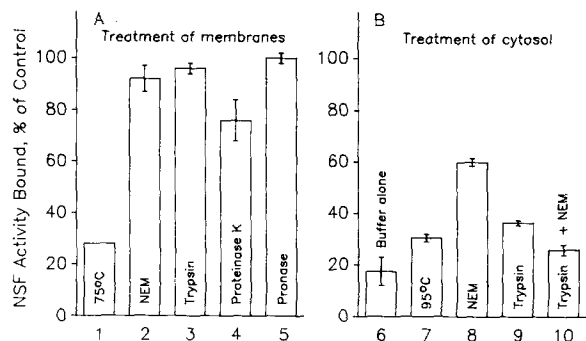 A
Treatment of membranes
B
Treatment of cytosol
NSF Activity Bound, % of Control
100
80
60
40
20
0
100
80
60
40
20
0
75ºC
NEM
Trypsin
Proteinase K
Pronase
Buffer alone
95ºC
NEM
Trypsin
Trypsin + NEM
1 2 3 4 5
6 7 8 9 10